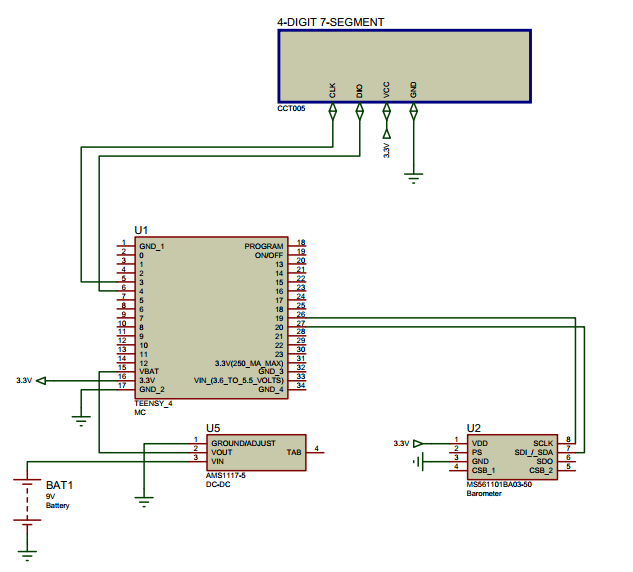 4-DIGIT 7-SEGMENT
CLK
DIO
VCC
GND
CCT005
3.3V
U1
1 GND_1 PROGRAM 18
2 0 ON/OFF 19
3 1 13 20
4 2 14 21
5 3 15 22
6 4 16 23
7 5 17 24
8 6 18 25
9 7 19 26
10 8 20 27
11 9 21 28
12 10 22 29
13 11 23 30
14 12 3.3V(250_MA_MAX) 31
15 VBAT GND_3 32
3.3V 16 3.3V VIN_(3.6_TO_5.5_VOLTS) 33
17 GND_2 GND_4 34
TEENSY_4
MC
U5
1 GROUND/ADJUST
2 VOUT TAB 4
3 VIN
AMS1117-5
DC-DC
U2
3.3V 1 VDD SCLK 8
2 PS SDI_/_SDA 7
3 GND SDO 6
4 CSB_1 CSB_2 5
MS561101BA03-50
Barometer
BAT1
9V
Battery